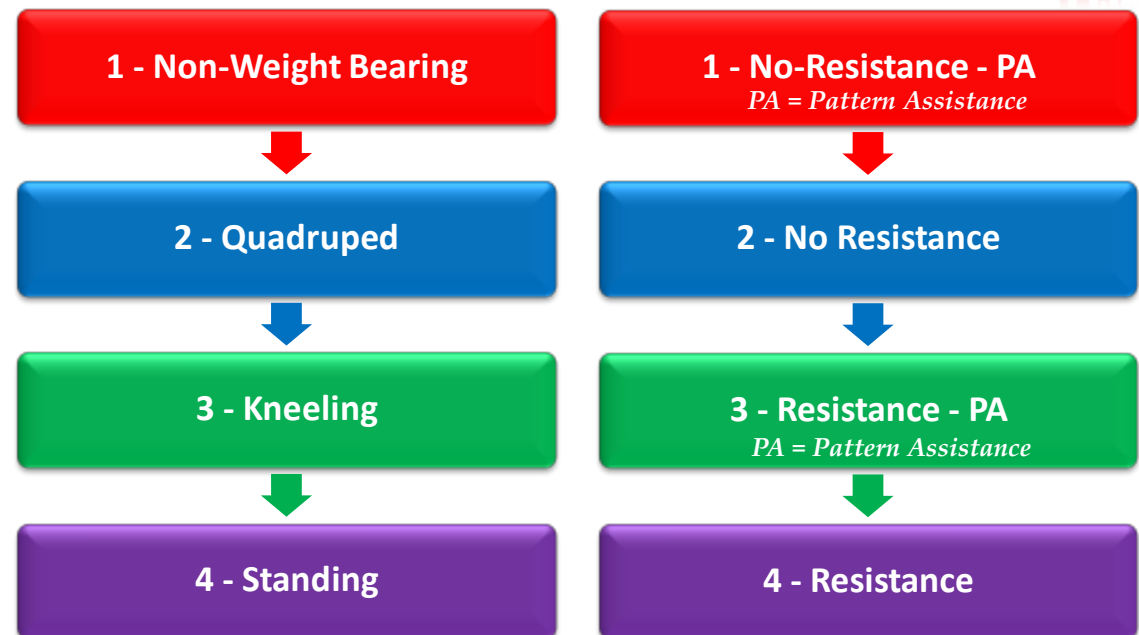 1 - Non-Weight Bearing
1 - No-Resistance - PA
PA = Pattern Assistance
2 - Quadruped
2 - No Resistance
3 - Kneeling
3 - Resistance - PA
PA = Pattern Assistance
4 - Standing
4 - Resistance